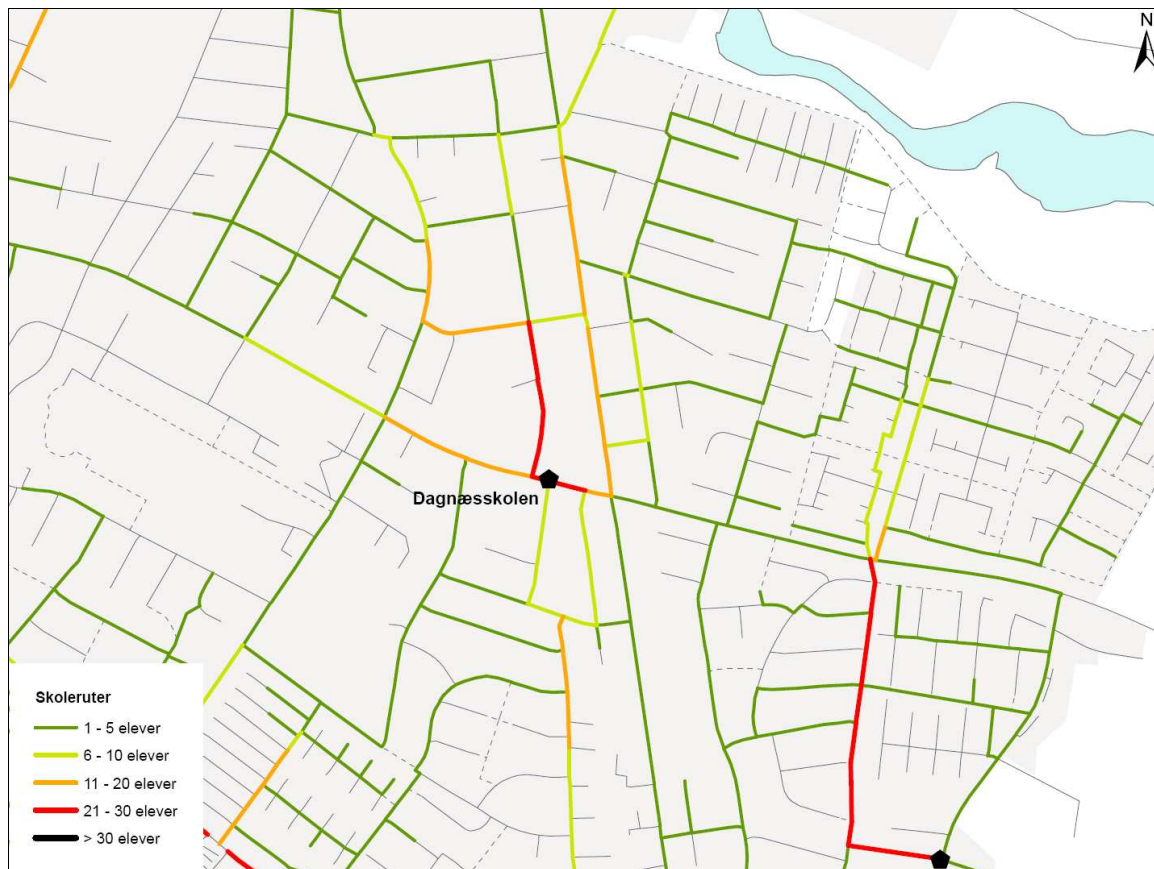 N
Dagnæsskolen
Skoleruter
1 - 5 elever
6 - 10 elever
11 - 20 elever
21 - 30 elever
> 30 elever